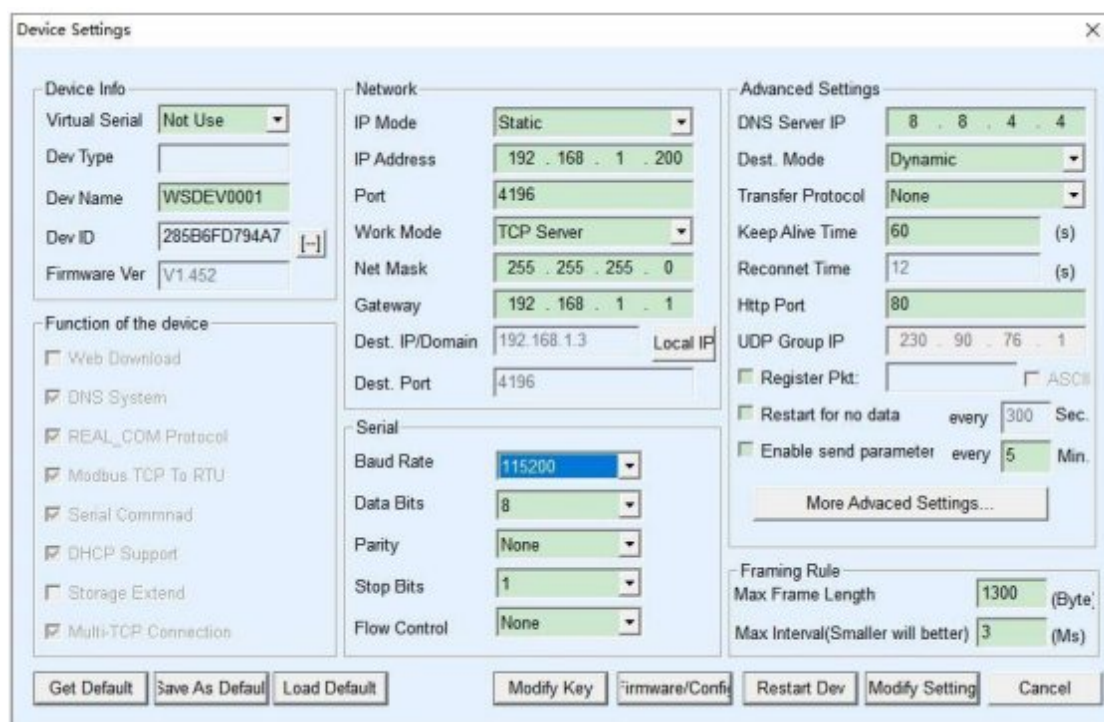 Device Settings
Device Info
Virtual Serial Not Use
Dev Type
Dev Name WSDEV0001
Dev ID 285B6FD794A7 [--]
Firmware Ver V1.452
Function of the device
Web Download
DNS System
REAL_COM Protocol
Modbus TCP To RTU
Serial Commnad
DHCP Support
Storage Extend
Multi-TCP Connection
Network
IP Mode Static
IP Address 192 . 168 . 1 . 200
Port 4196
Work Mode TCP Server
Net Mask 255 . 255 . 255 . 0
Gateway 192 . 168 . 1 . 1
Dest. IP/Domain 192.168.1.3 Local IP
Dest. Port 4196
Serial
Baud Rate 115200
Data Bits 8
Parity None
Stop Bits 1
Flow Control None
Advanced Settings
DNS Server IP 8 . 8 . 4 . 4
Dest. Mode Dynamic
Transfer Protocol None
Keep Alive Time 60 (s)
Reconnet Time 12 (s)
Http Port 80
UDP Group IP 230 . 90 . 76 . 1
Register Pkt: ASCII
Restart for no data every 300 Sec.
Enable send parameter every 5 Min.
More Advaced Settings...
Framing Rule
Max Frame Length 1300 (Byte)
Max Interval(Smaller will better) 3 (Ms)
Get Default Save As Defaul Load Default Modify Key Firmware/Config Restart Dev Modify Setting Cancel